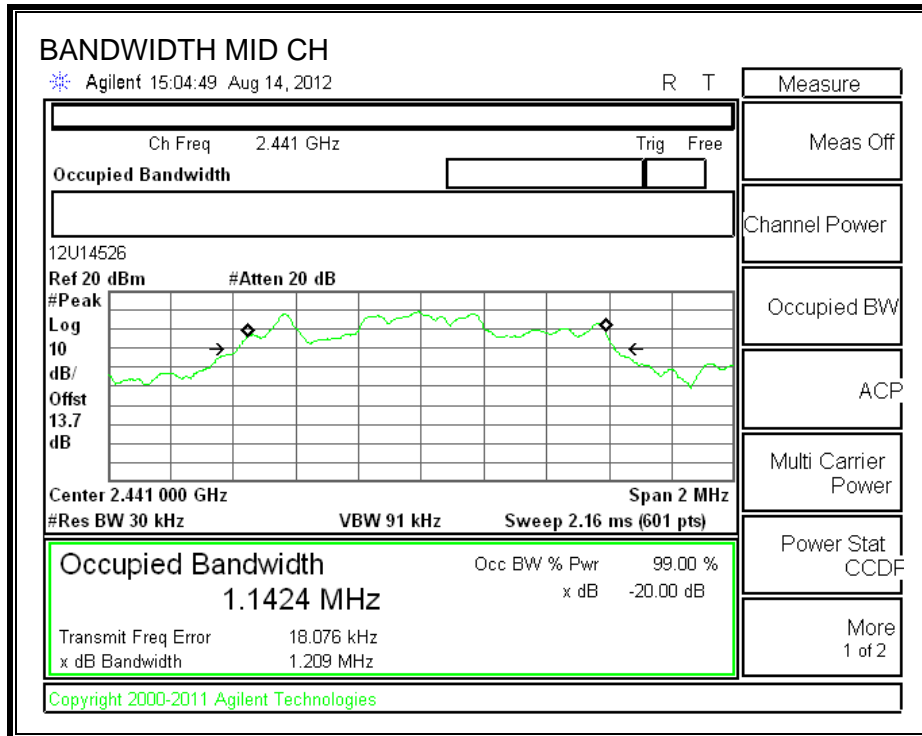 BANDWIDTH MID CH
Agilent 15:04:49 Aug 14, 2012 R T
Measure
Ch Freq 2.441 GHz Trig Free
Occupied Bandwidth
Meas Off
Channel Power
Occupied BW
ACP
Multi Carrier
Power
Power Stat
CCDF
More
1 of 2
12U14526
Ref 20 dBm #Atten 20 dB
#Peak
Log
10
dB/
Offst
13.7
dB
Center 2.441 000 GHz Span 2 MHz
#Res BW 30 kHz VBW 91 kHz Sweep 2.16 ms (601 pts)
Occupied Bandwidth Occ BW % Pwr 99.00 %
1.1424 MHz x dB -20.00 dB
Transmit Freq Error 18.076 kHz
x dB Bandwidth 1.209 MHz
Copyright 2000-2011 Agilent Technologies